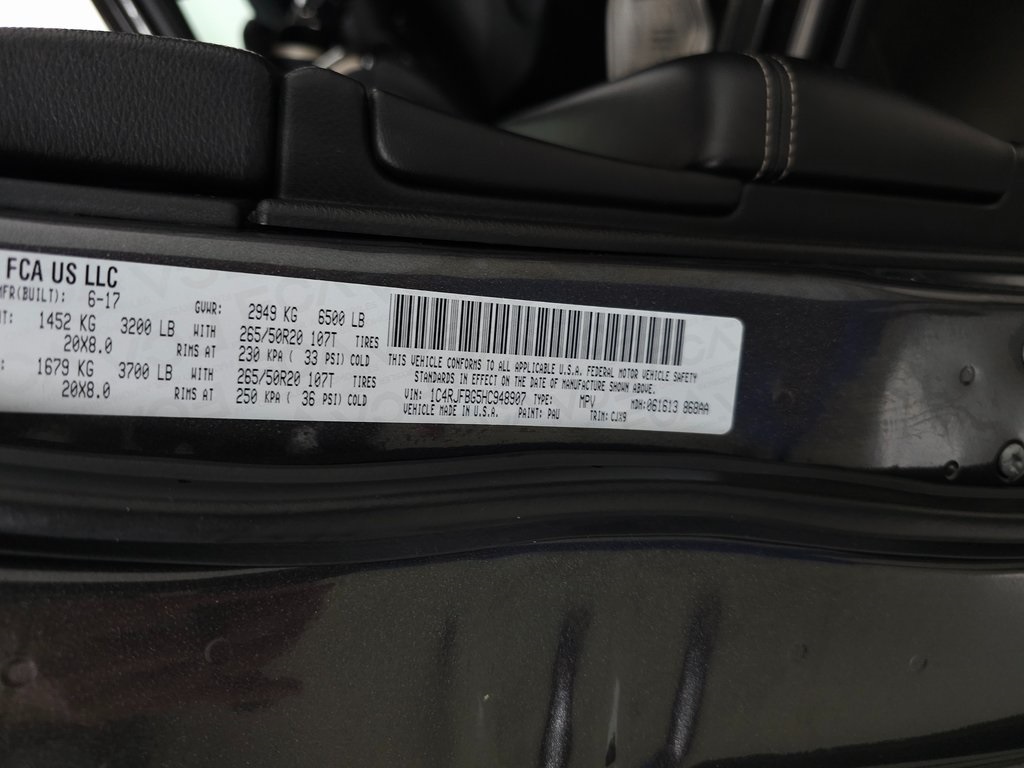 FCA US LLC
MFR(BUILT): 6-17 GVWR: 2949 KG 6500 LB
1452 KG 3200 LB WITH 265/50R20 107T TIRES
20X8.0 RIMS AT 230 KPA ( 33 PSI) COLD
1679 KG 3700 LB WITH 265/50R20 107T TIRES
20X8.0 RIMS AT 250 KPA ( 36 PSI) COLD
THIS VEHICLE CONFORMS TO ALL APPLICABLE U.S.A. FEDERAL MOTOR VEHICLE SAFETY
STANDARDS IN EFFECT ON THE DATE OF MANUFACTURE SHOWN ABOVE.
VIN: 1C4RJFBG5HC948907 TYPE: MPV MDH: 061613 868AA
VEHICLE MADE IN U.S.A. PAINT: PAU TRIM: CJX9